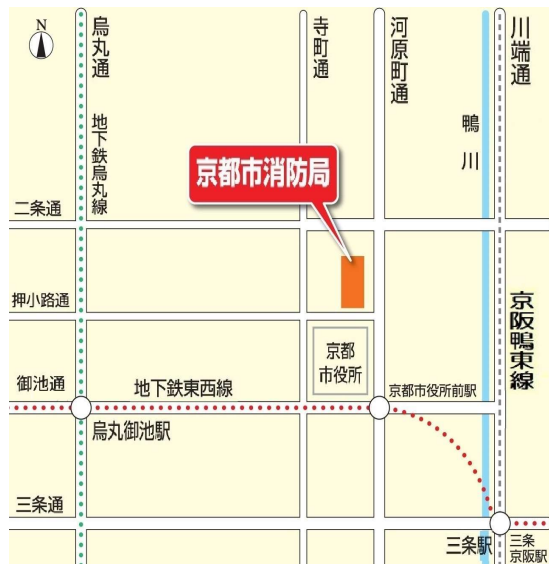 N
烏丸通
地下鉄烏丸線
寺町通
河原町通
鴨川
川端通
京都市消防局
二条通
押小路通
京阪鴨東線
京都
市役所
御池通
地下鉄東西線
京都市役所前駅
烏丸御池駅
三条通
三条駅
三条
京阪駅